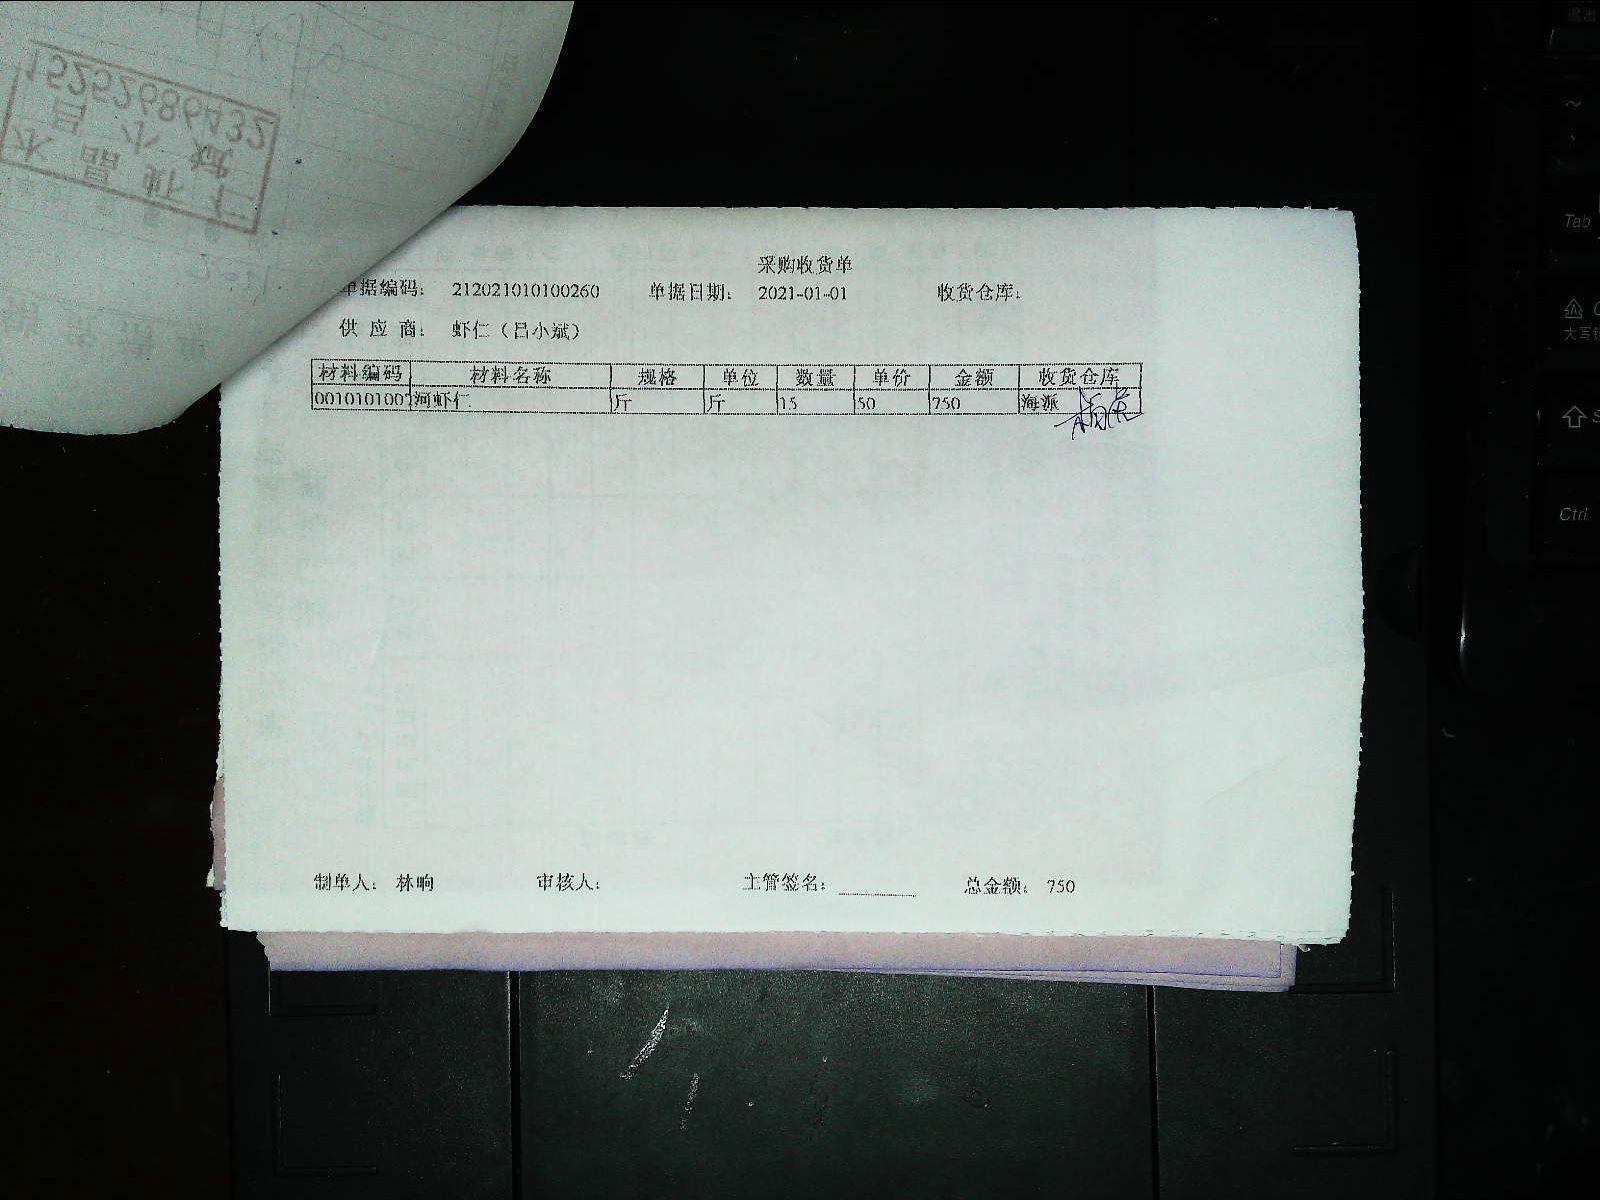 采购收货单
单据编码： 212021010100260 单据日期： 2021-01-01 收货仓库：
供应商： 虾仁（吕小斌）
材料编码 材料名称 规格 单位 数量 单价 金额 收货仓库
0010101007 河虾仁 斤 斤 15 50 750 海派
制单人： 林响 审核人： 主管签名： 总金额： 750
Tab
Ctrl